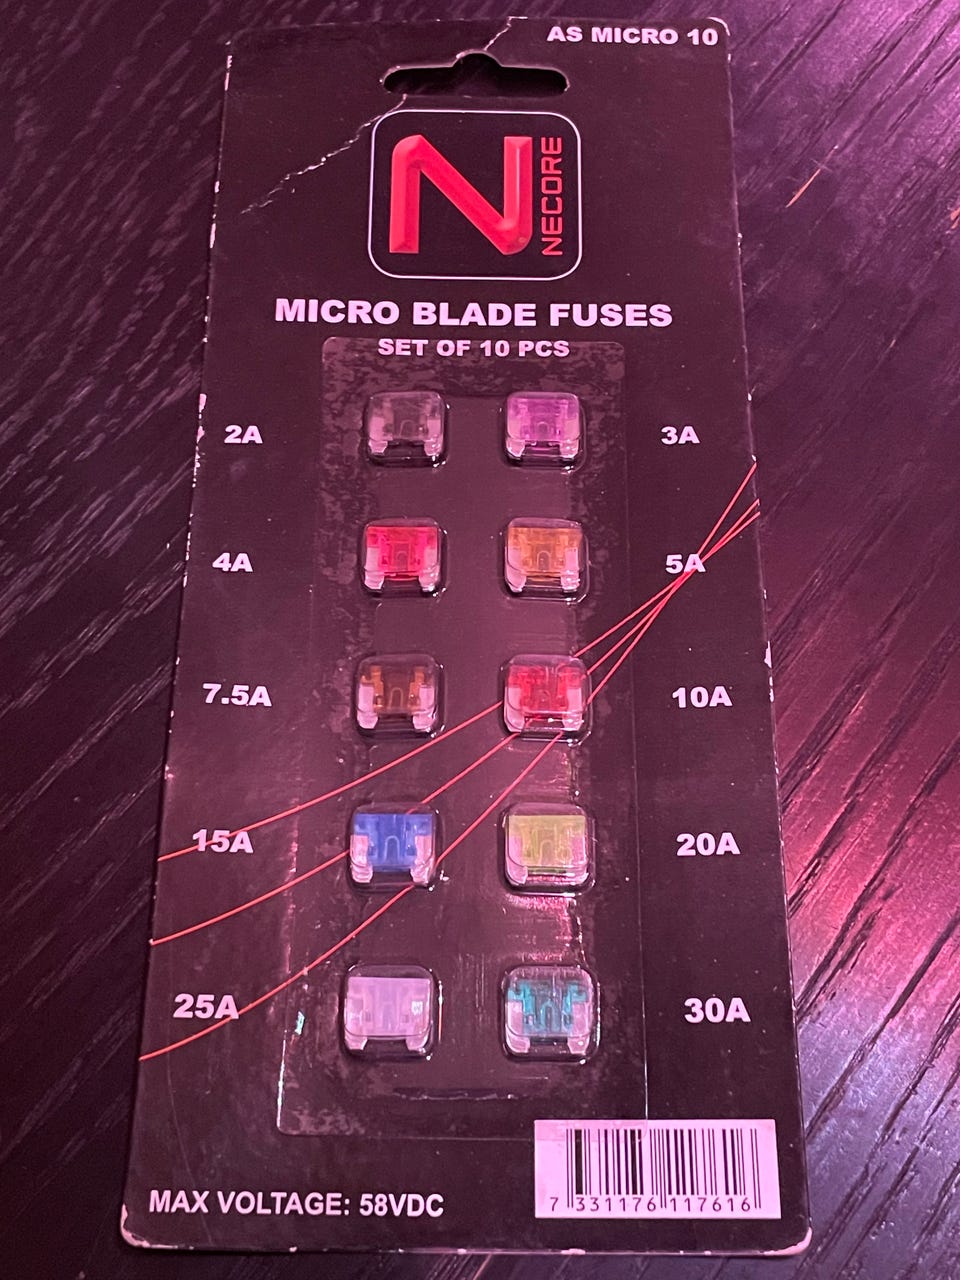 AS MICRO 10
N
NECORE
MICRO BLADE FUSES
SET OF 10 PCS
2A
3A
4A
5A
7.5A
10A
15A
20A
25A
30A
MAX VOLTAGE: 58VDC
7 331176 117616